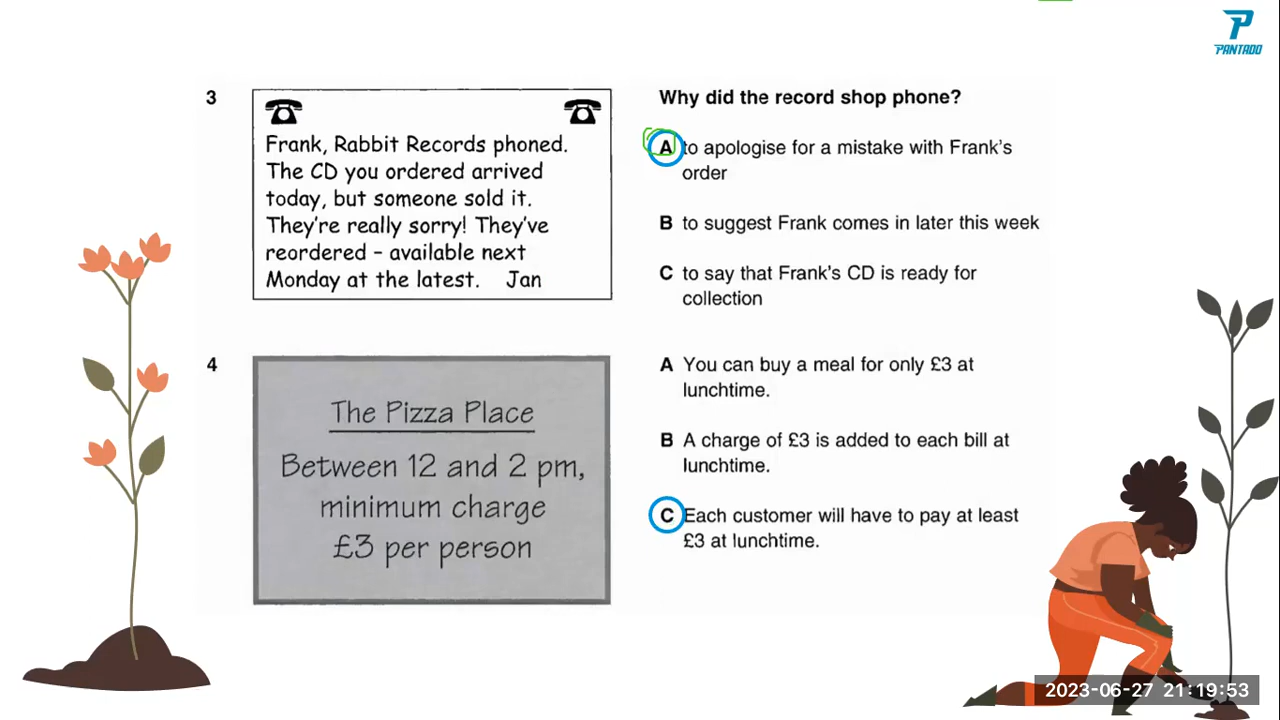 PANTADO
3
Frank, Rabbit Records phoned.
The CD you ordered arrived
today, but someone sold it.
They're really sorry! They've
reordered – available next
Monday at the latest. Jan
Why did the record shop phone?
A to apologise for a mistake with Frank's
order
B to suggest Frank comes in later this week
C to say that Frank's CD is ready for
collection
4
The Pizza Place
Between 12 and 2 pm,
minimum charge
£3 per person
A You can buy a meal for only £3 at
lunchtime.
B A charge of £3 is added to each bill at
lunchtime.
C Each customer will have to pay at least
£3 at lunchtime.
2023-06-27 21:19:53